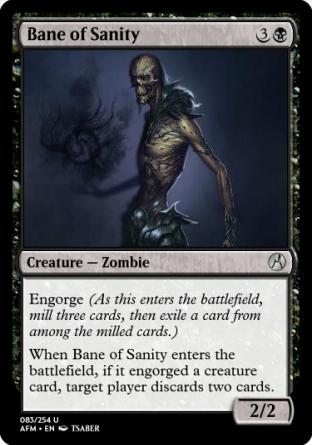 Bane of Sanity 3
Creature — Zombie
Engorge (As this enters the battlefield,
mill three cards, then exile a card from
among the milled cards.)
When Bane of Sanity enters the
battlefield, if it engorged a creature
card, target player discards two cards.
083/254 U
AFM • EN TSABER
2/2